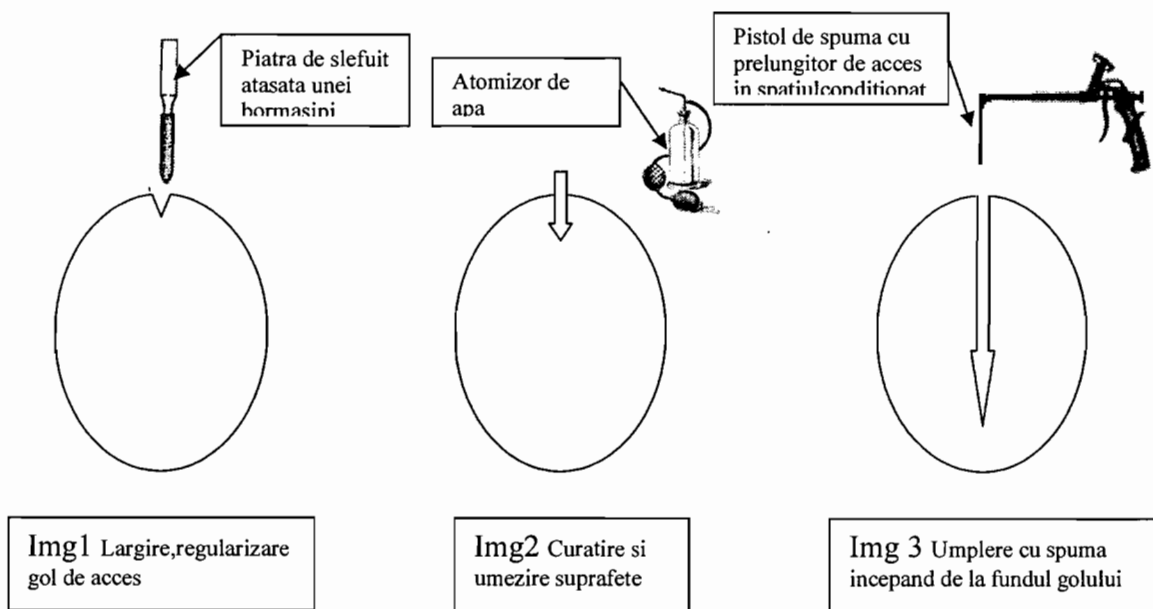 Piatra de slefuit
atasata unei
bormasini
Atomizor de
apa
Pistol de spuma cu
prelungitor de acces
in spatiulconditionat
Img1 Largire,regularizare
gol de acces
Img2 Curatire si
umezire suprafete
Img 3 Umplere cu spuma
incepand de la fundul golului